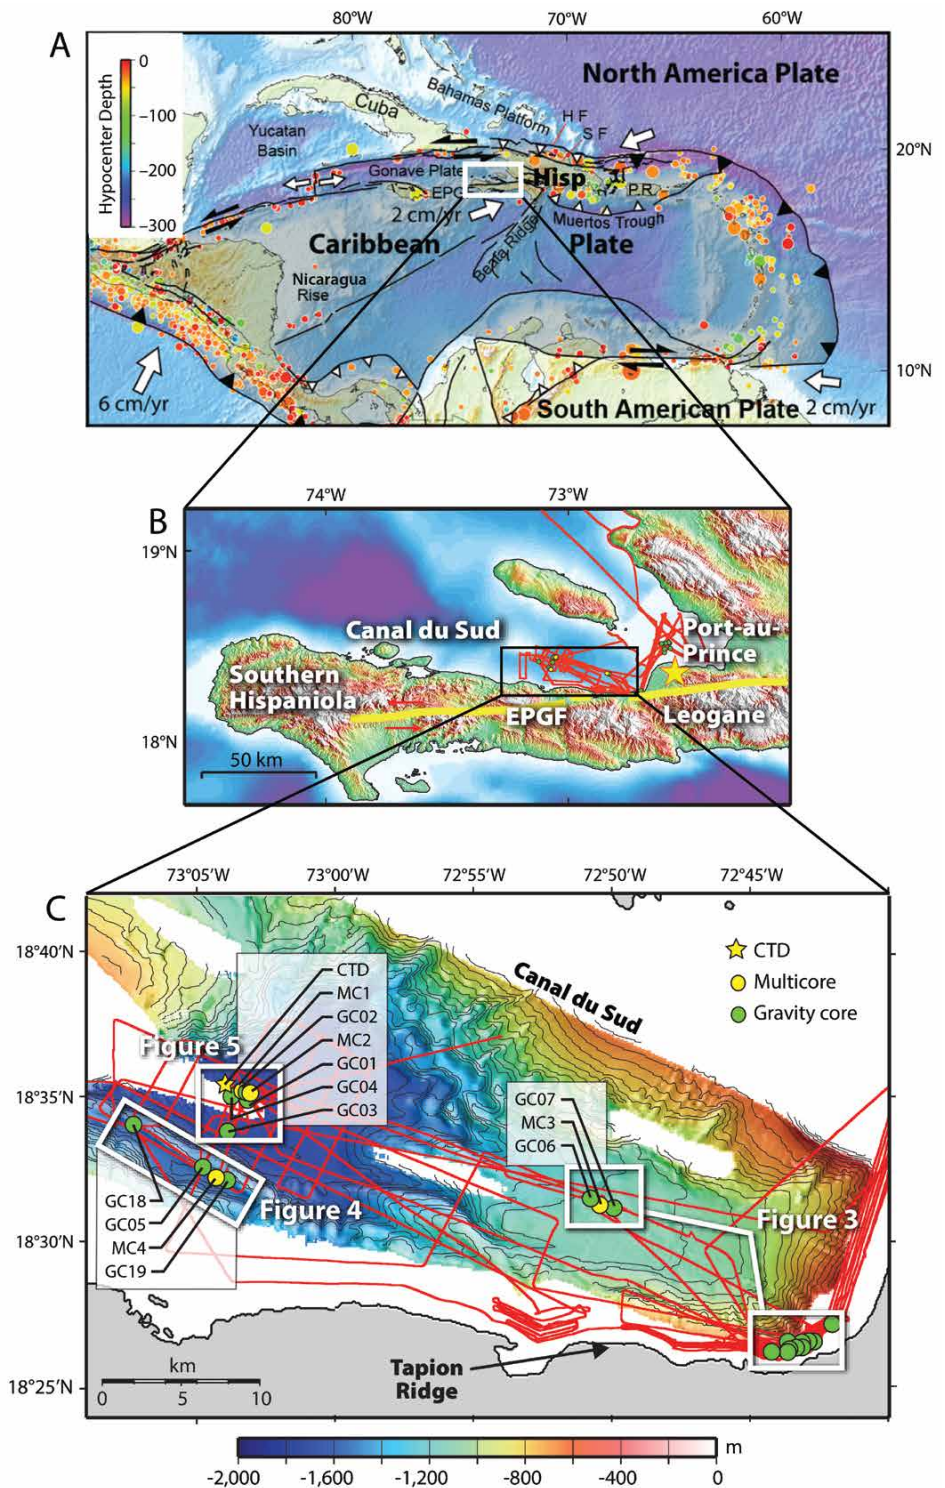 80°W 70°W 60°W
A
Hypocenter Depth
0
−100
−200
−300
North America Plate
Bahamas Platform
Cuba
H F
S F
Yucatan
Basin
20°N
Gonave Plate
Hisp
EPG
P.R.
2 cm/yr
Muertos Trough
Caribbean
Plate
Beata Ridge
Nicaragua
Rise
10°N
6 cm/yr
South American Plate
2 cm/yr
74°W 73°W
B
19°N
Canal du Sud
Port-au-
Prince
Southern
Hispaniola
EPGF
Leogane
18°N
50 km
73°05'W 73°00'W 72°55'W 72°50'W 72°45'W
C
18°40'N
CTD
MC1
GC02
MC2
GC01
GC04
GC03
Canal du Sud
CTD
Multicore
Gravity core
Figure 5
18°35'N
GC07
MC3
GC06
GC18
GC05
MC4
GC19
Figure 4
Figure 3
18°30'N
Tapion
Ridge
km
0 5 10
18°25'N
m
-2,000 -1,600 -1,200 -800 -400 0